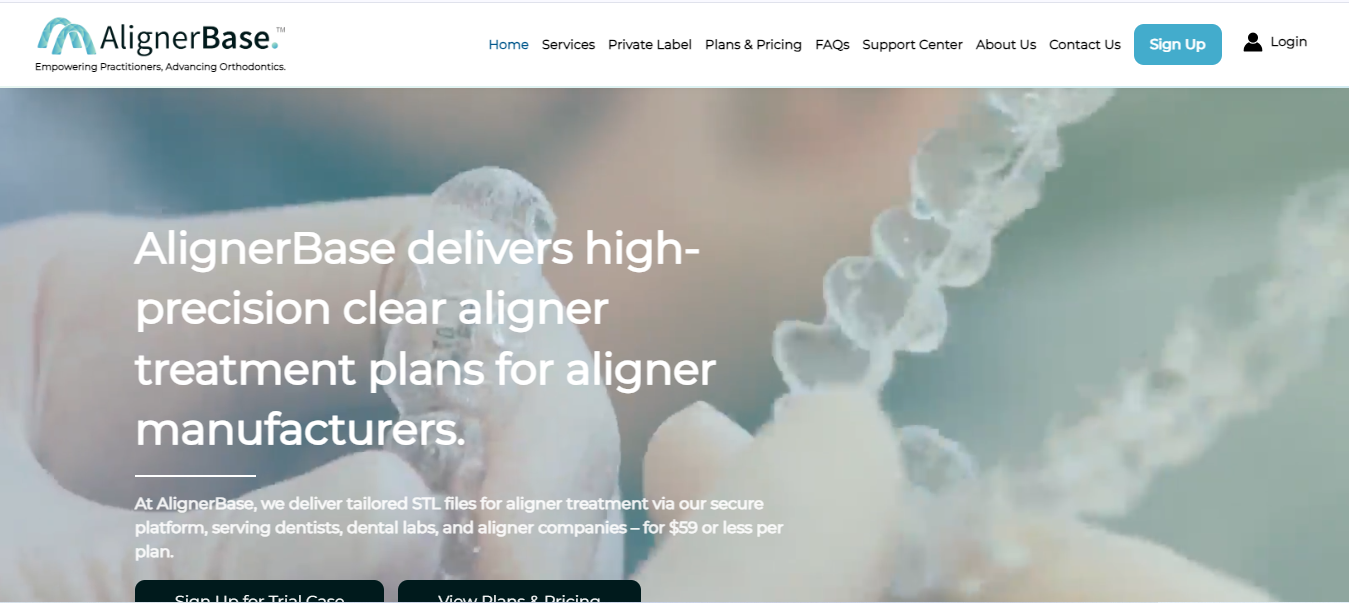 AlignerBase.™
Empowering Practitioners, Advancing Orthodontics.
Home Services Private Label Plans & Pricing FAQs Support Center About Us Contact Us Sign Up Login
AlignerBase delivers high-
precision clear aligner
treatment plans for aligner
manufacturers.
At AlignerBase, we deliver tailored STL files for aligner treatment via our secure
platform, serving dentists, dental labs, and aligner companies – for $59 or less per
plan.
Sign Up for Trial Case View Plans & Pricing